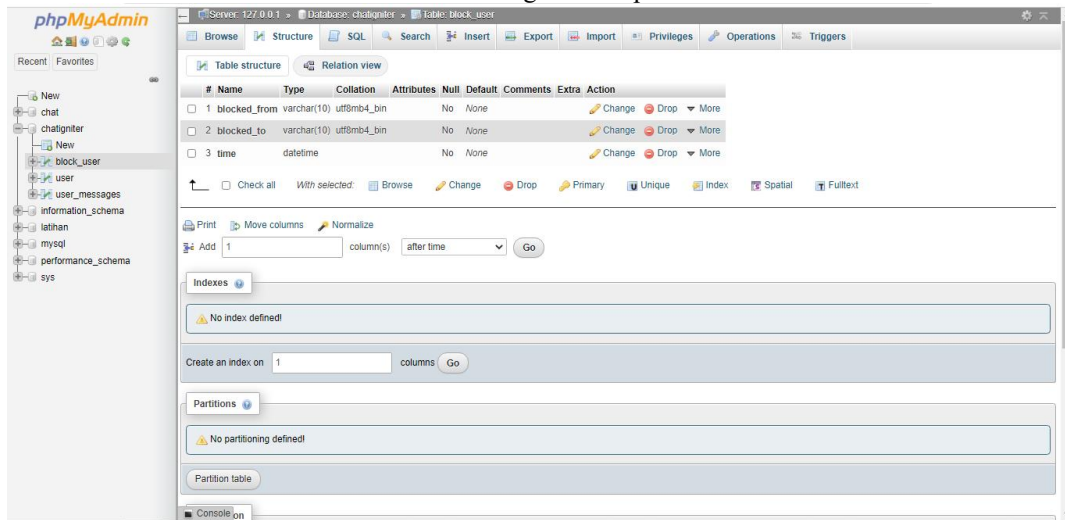 phpMyAdmin
Recent Favorites
New
chat
chatigniter
New
block_user
user
user_messages
information_schema
latihan
mysql
performance_schema
sys
Server: 127.0.0.1 » Database: chatigniter » Table: block_user
Browse Structure SQL Search Insert Export Import Privileges Operations Triggers
Table structure Relation view
# Name Type Collation Attributes Null Default Comments Extra Action
1 blocked_from varchar(10) utf8mb4_bin No None Change Drop More
2 blocked_to varchar(10) utf8mb4_bin No None Change Drop More
3 time datetime No None Change Drop More
Check all With selected: Browse Change Drop Primary Unique Index Spatial Fulltext
Print Move columns Normalize
Add 1 column(s) after time Go
Indexes
No index defined!
Create an index on 1 columns Go
Partitions
No partitioning defined!
Partition table
Console on